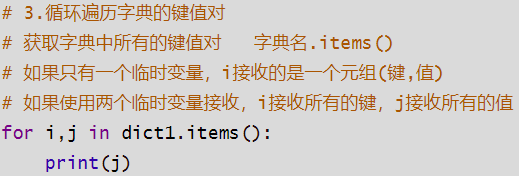 # 3.循环遍历字典的键值对
# 获取字典中所有的键值对   字典名.items()
# 如果只有一个临时变量，i接收的是一个元组(键,值)
# 如果使用两个临时变量接收，i接收所有的键，j接收所有的值
for i,j in dict1.items():
    print(j)